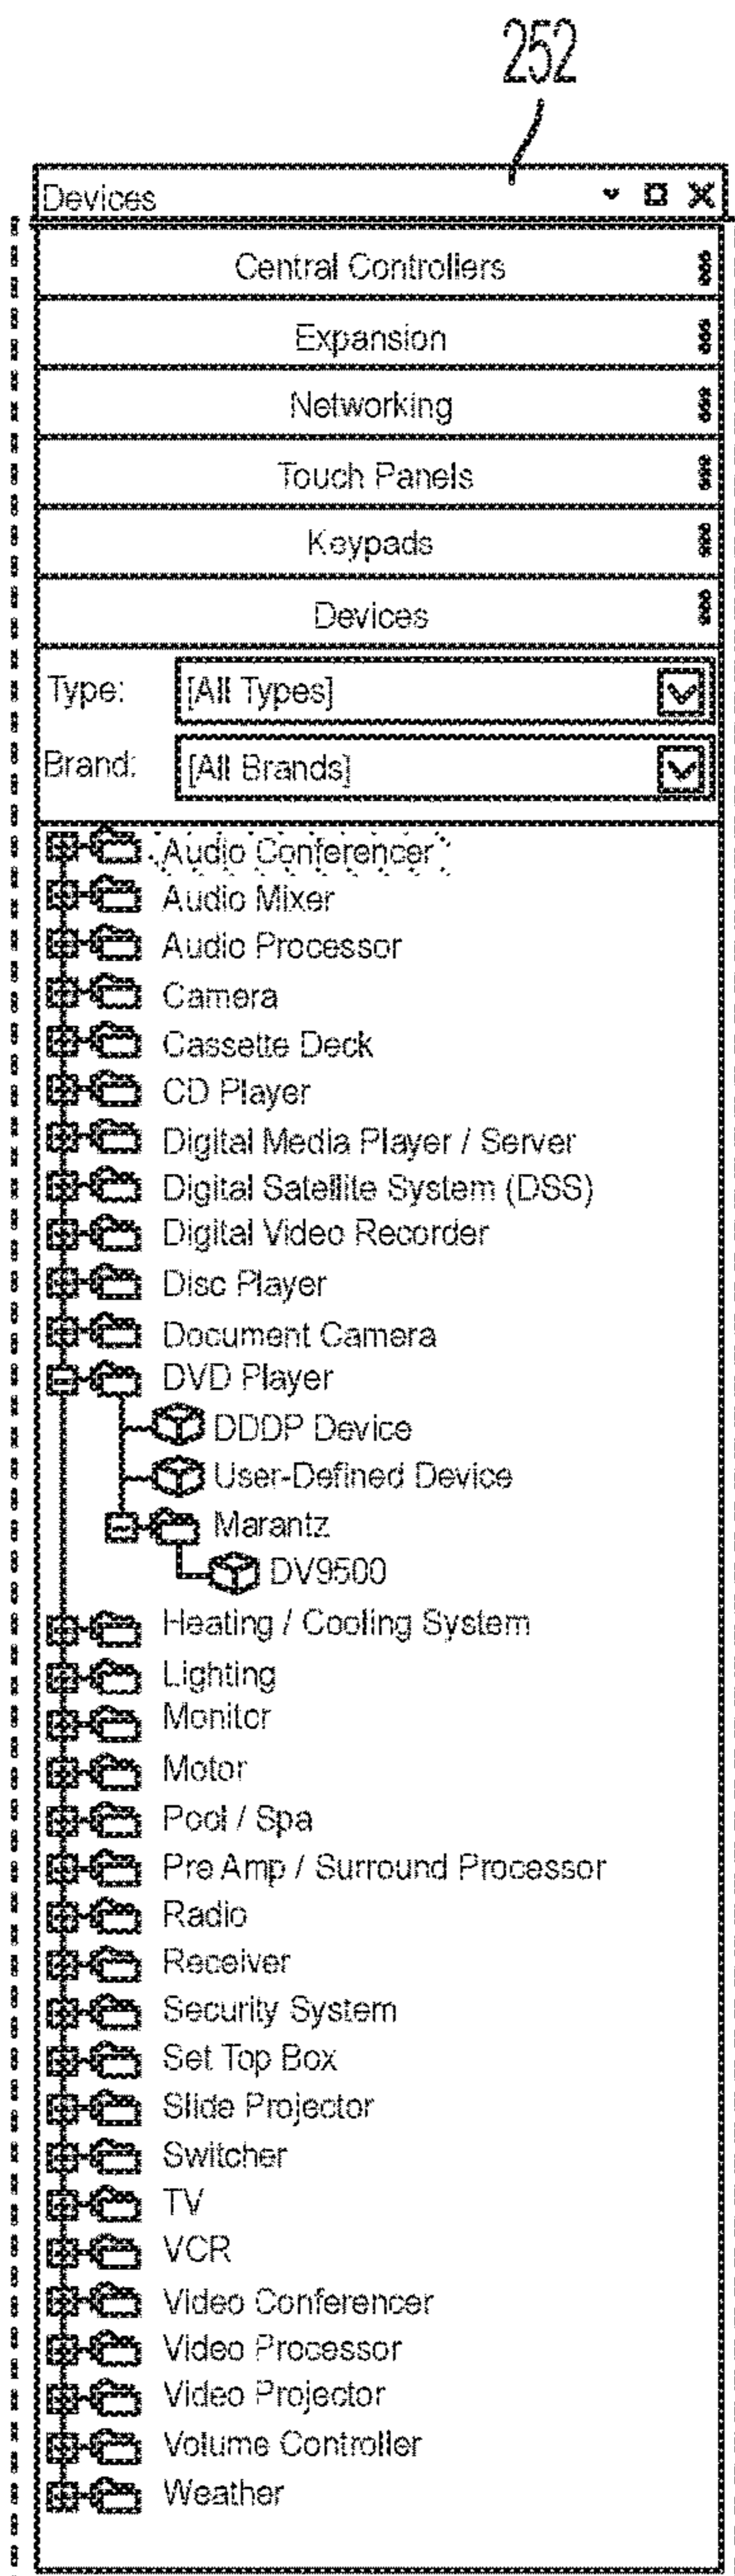 252
Devices
Central Controllers
Expansion
Networking
Touch Panels
Keypads
Devices
Type: [All Types]
Brand: [All Brands]
Audio Conferencer
Audio Mixer
Audio Processor
Camera
Cassette Deck
CD Player
Digital Media Player / Server
Digital Satellite System (DSS)
Digital Video Recorder
Disc Player
Document Camera
DVD Player
DDDP Device
User-Defined Device
Marantz
DV9500
Heating / Cooling System
Lighting
Monitor
Motor
Pool / Spa
Pre Amp / Surround Processor
Radio
Receiver
Security System
Set Top Box
Slide Projector
Switcher
TV
VCR
Video Conferencer
Video Processor
Video Projector
Volume Controller
Weather